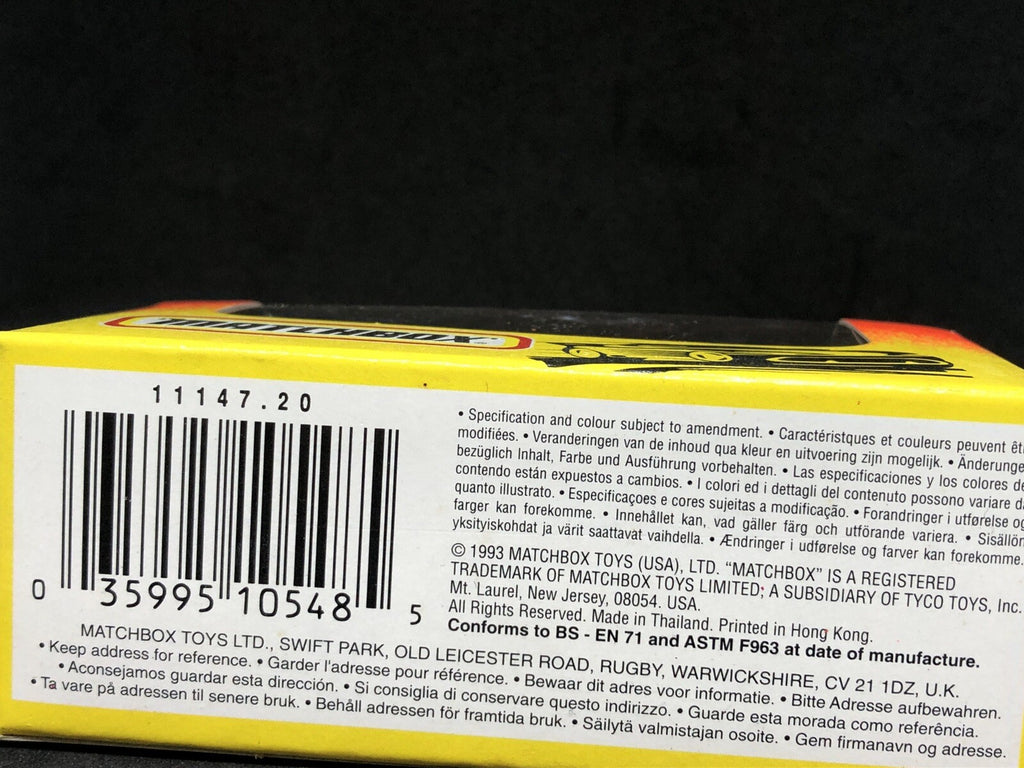 MATCHBOX
11147.20
0 35995 10548 5
• Specification and colour subject to amendment. • Caractéristques et couleurs peuvent êt
modifiées. • Veranderingen van de inhoud qua kleur en uitvoering zijn mogelijk. • Änderunge
bezüglich Inhalt, Farbe und Ausführung vorbehalten. • Las especificaciones y los colores de
contendo están expuestos a cambios. • I colori ed i dettagli del contenuto possono variare da
quanto illustrato. • Especificaçoes e cores sujeitas a modificação. • Forandringer i utførelse og
farger kan forekomme. • Innehållet kan, vad gäller färg och utförande variera. • Sisällön
yksityiskohdat ja värit saattavat vaihdella. • Ændringer i udførelse og farver kan forekomme.
© 1993 MATCHBOX TOYS (USA), LTD. "MATCHBOX" IS A REGISTERED
TRADEMARK OF MATCHBOX TOYS LIMITED; A SUBSIDIARY OF TYCO TOYS, Inc.
Mt. Laurel, New Jersey, 08054. USA.
All Rights Reserved. Made in Thailand. Printed in Hong Kong.
Conforms to BS - EN 71 and ASTM F963 at date of manufacture.
MATCHBOX TOYS LTD., SWIFT PARK, OLD LEICESTER ROAD, RUGBY, WARWICKSHIRE, CV 21 1DZ, U.K.
• Keep address for reference. • Garder l'adresse pour référence. • Bewaar dit adres voor informatie. • Bitte Adresse aufbewahren.
• Aconsejamos guardar esta dirección. • Si consiglia di conservare questo indirizzo. • Guarde esta morada como referência.
• Ta vare på adressen til senere bruk. • Behåll adressen för framtida bruk. • Säilytä valmistajan osoite. • Gem firmanavn og adresse.